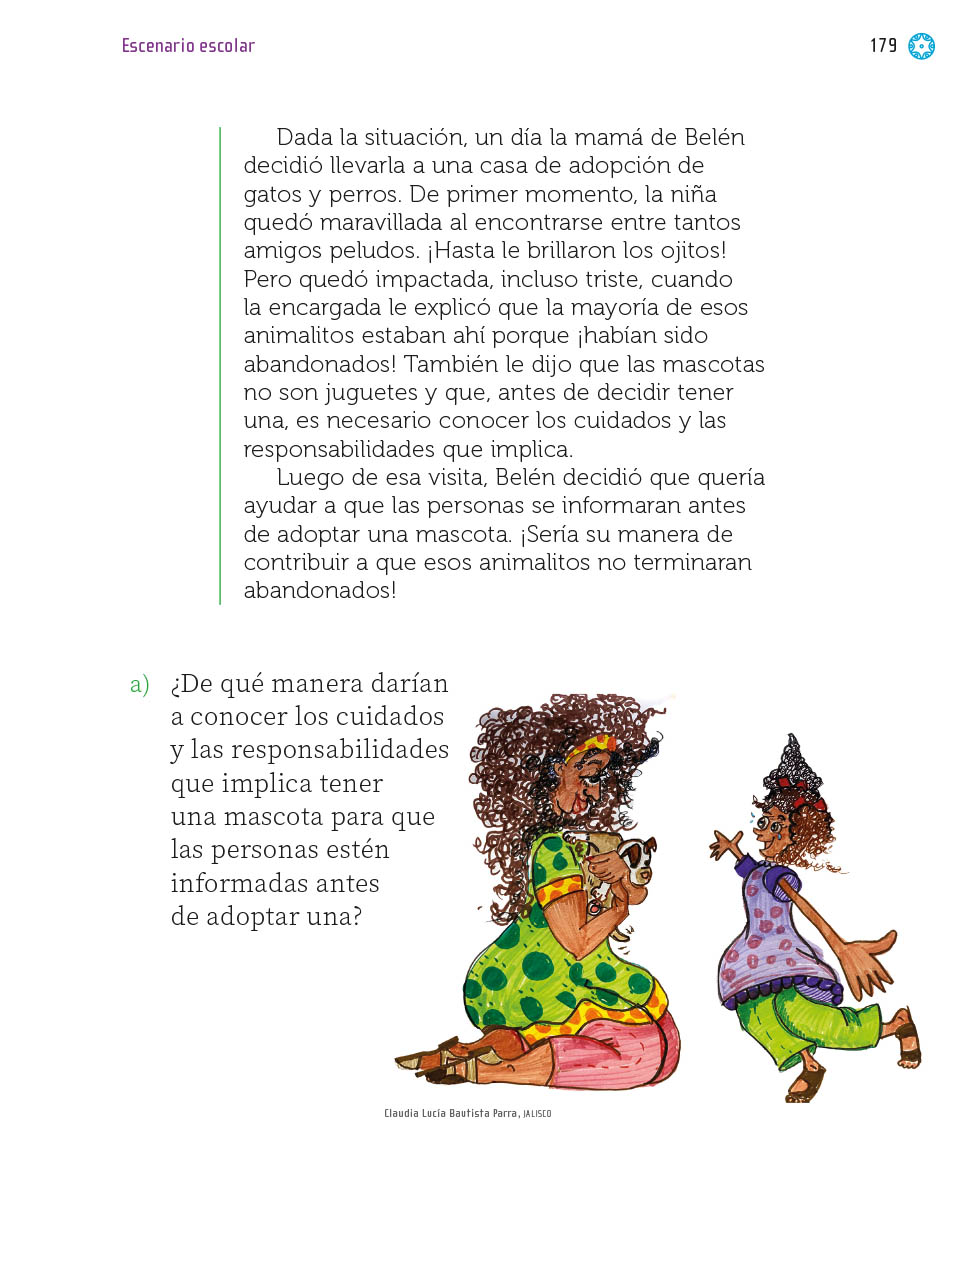 Escenario escolar
179
Dada la situación, un día la mamá de Belén
decidió llevarla a una casa de adopción de
gatos y perros. De primer momento, la niña
quedó maravillada al encontrarse entre tantos
amigos peludos. ¡Hasta le brillaron los ojitos!
Pero quedó impactada, incluso triste, cuando
la encargada le explicó que la mayoría de esos
animalitos estaban ahí porque ¡habían sido
abandonados! También le dijo que las mascotas
no son juguetes y que, antes de decidir tener
una, es necesario conocer los cuidados y las
responsabilidades que implica.
Luego de esa visita, Belén decidió que quería
ayudar a que las personas se informaran antes
de adoptar una mascota. ¡Sería su manera de
contribuir a que esos animalitos no terminaran
abandonados!
a) ¿De qué manera darían
a conocer los cuidados
y las responsabilidades
que implica tener
una mascota para que
las personas estén
informadas antes
de adoptar una?
Claudia Lucía Bautista Parra, JALISCO